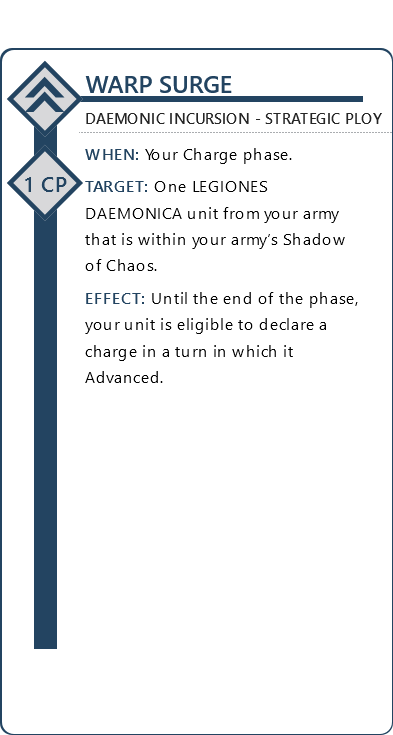 WARP SURGE
DAEMONIC INCURSION - STRATEGIC PLOY
WHEN: Your Charge phase.
1 CP
TARGET: One LEGIONES
DAEMONICA unit from your army
that is within your army’s Shadow
of Chaos.
EFFECT: Until the end of the phase,
your unit is eligible to declare a
charge in a turn in which it
Advanced.